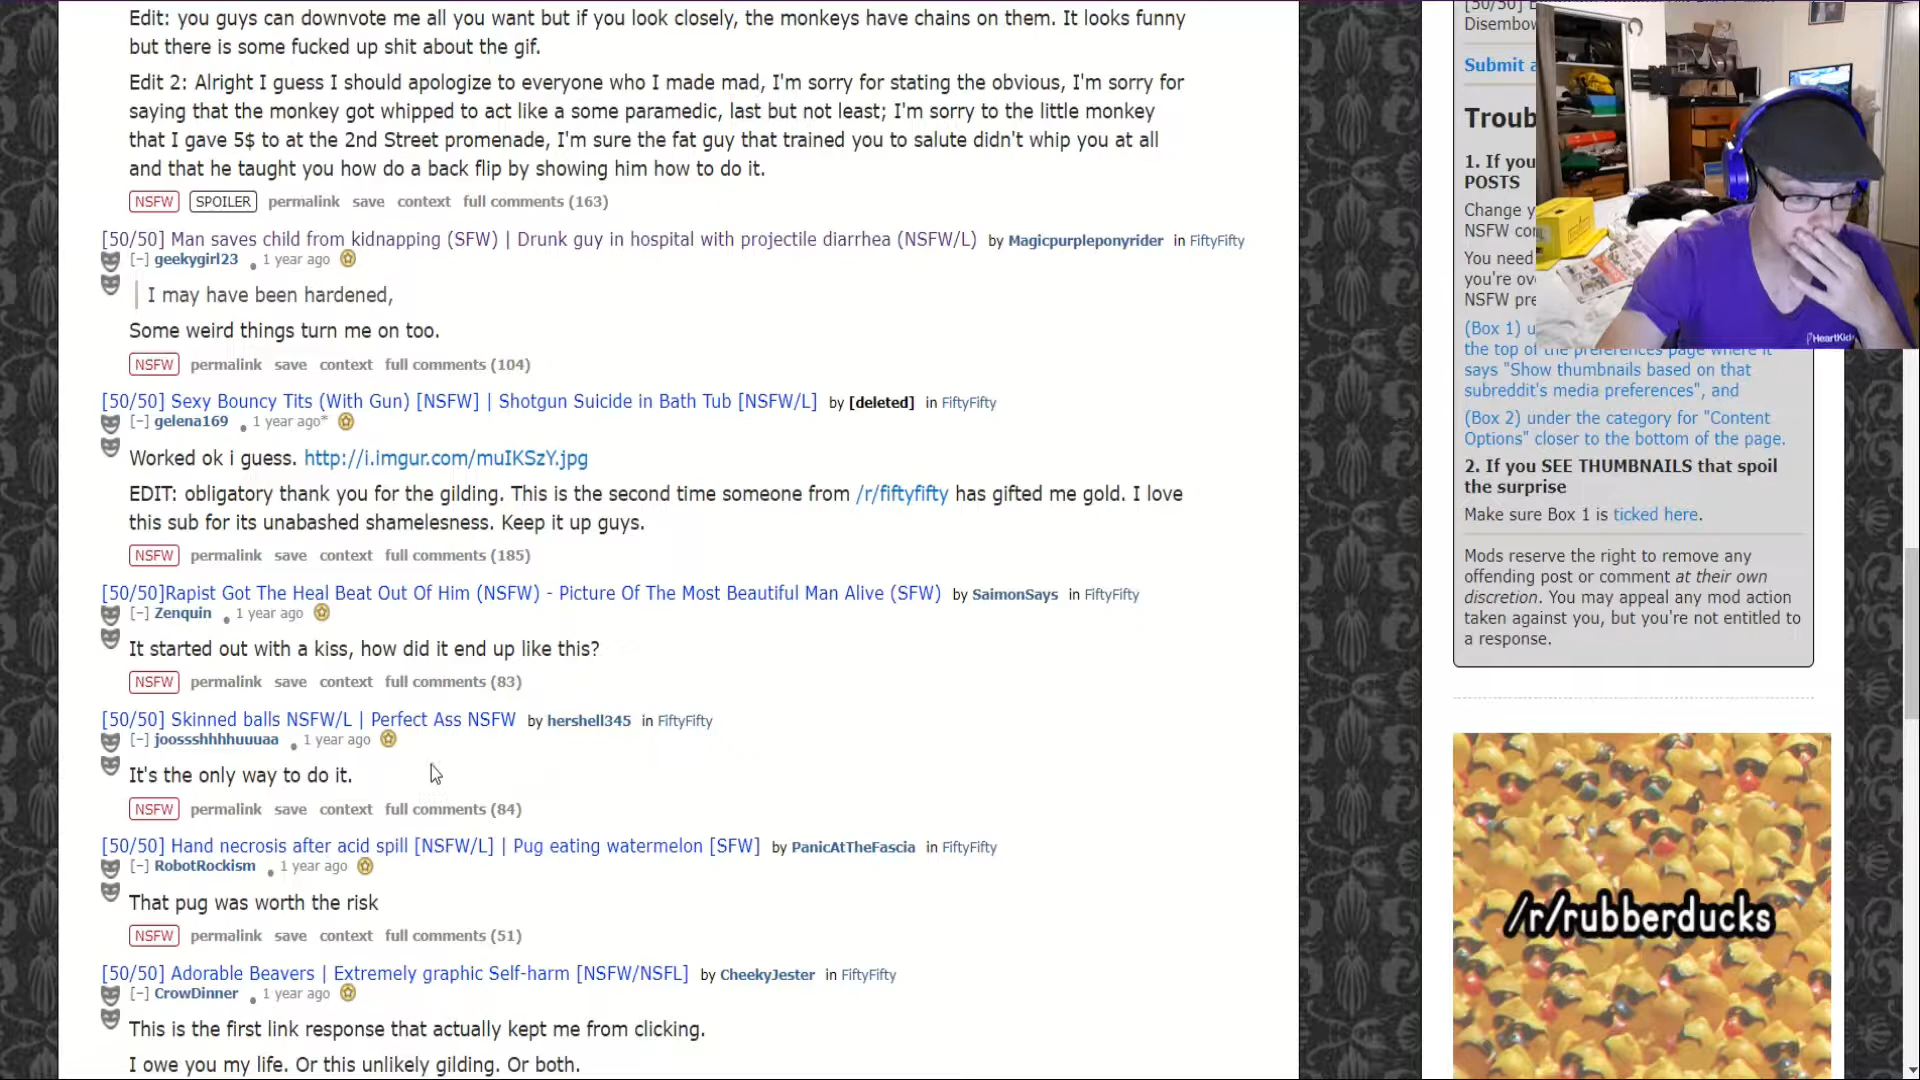 Edit: you guys can downvote me all you want but if you look closely, the monkeys have chains on them. It looks funny
but there is some fucked up shit about the gif.
Edit 2: Alright I guess I should apologize to everyone who I made mad, I'm sorry for stating the obvious, I'm sorry for
saying that the monkey got whipped to act like a some paramedic, last but not least; I'm sorry to the little monkey
that I gave 5$ to at the 2nd Street promenade, I'm sure the fat guy that trained you to salute didn't whip you at all
and that he taught you how do a back flip by showing him how to do it.
NSFW SPOILER permalink save context full comments (163)
[50/50] Man saves child from kidnapping (SFW) | Drunk guy in hospital with projectile diarrhea (NSFW/L) by Magicpurpleponyrider in FiftyFifty
[-] geekygirl23 . 1 year ago
I may have been hardened,
Some weird things turn me on too.
NSFW permalink save context full comments (104)
[50/50] Sexy Bouncy Tits (With Gun) [NSFW] | Shotgun Suicide in Bath Tub [NSFW/L] by [deleted] in FiftyFifty
[-] gelena169 . 1 year ago*
Worked ok i guess. http://i.imgur.com/muIKSzY.jpg
EDIT: obligatory thank you for the gilding. This is the second time someone from /r/fiftyfifty has gifted me gold. I love
this sub for its unabashed shamelesness. Keep it up guys.
NSFW permalink save context full comments (185)
[50/50]Rapist Got The Heal Beat Out Of Him (NSFW) - Picture Of The Most Beautiful Man Alive (SFW) by SaimonSays in FiftyFifty
[-] Zenquin . 1 year ago
It started out with a kiss, how did it end up like this?
NSFW permalink save context full comments (83)
[50/50] Skinned balls NSFW/L | Perfect Ass NSFW by hershell345 in FiftyFifty
[-] joossshhhhuuuaa . 1 year ago
It's the only way to do it.
NSFW permalink save context full comments (84)
[50/50] Hand necrosis after acid spill [NSFW/L] | Pug eating watermelon [SFW] by PanicAtTheFascia in FiftyFifty
[-] RobotRockism . 1 year ago
That pug was worth the risk
NSFW permalink save context full comments (51)
[50/50] Adorable Beavers | Extremely graphic Self-harm [NSFW/NSFL] by CheekyJester in FiftyFifty
[-] CrowDinner . 1 year ago
This is the first link response that actually kept me from clicking.
I owe you my life. Or this unlikely gilding. Or both.
Disembow
Submit a
Troub
1. If you
POSTS
Change y
NSFW co
You need
you're ov
NSFW pre
(Box 1) u
the top of the preferences page where it
says "Show thumbnails based on that
subreddit's media preferences", and
(Box 2) under the category for "Content
Options" closer to the bottom of the page.
2. If you SEE THUMBNAILS that spoil
the surprise
Make sure Box 1 is ticked here.
Mods reserve the right to remove any
offending post or comment at their own
discretion. You may appeal any mod action
taken against you, but you're not entitled to
a response.
/r/rubberducks